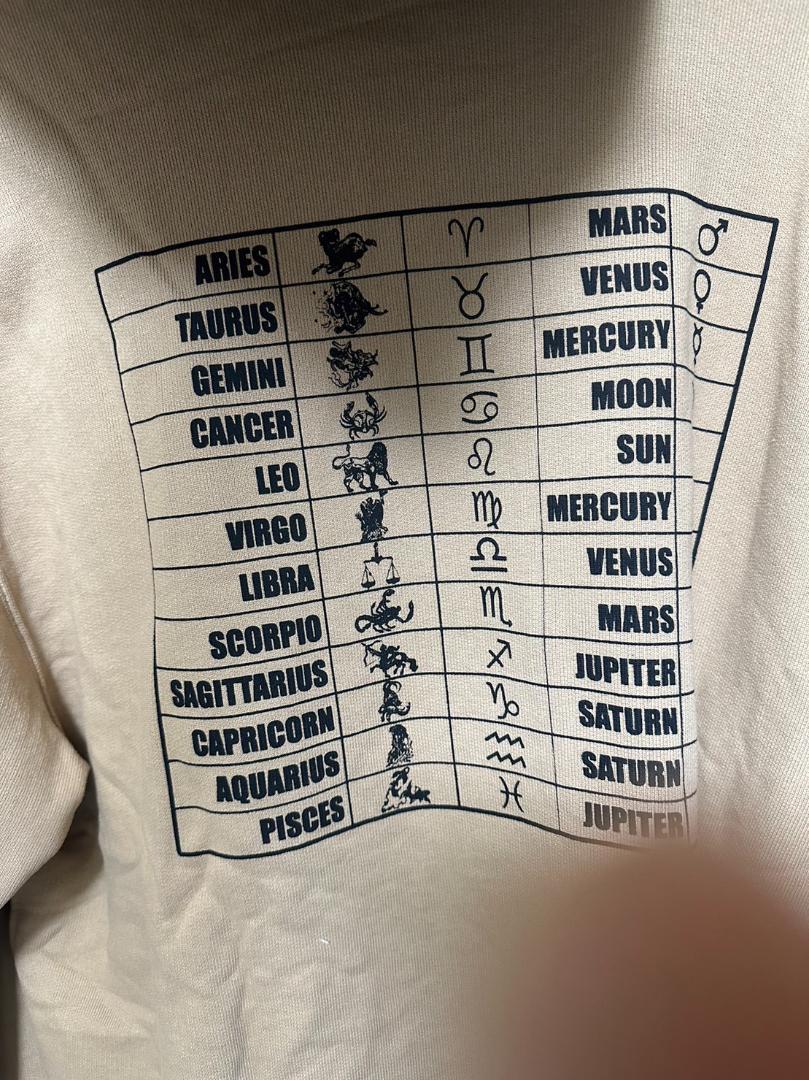 ARIES ♈ MARS ♂
TAURUS ♉ VENUS ♀
GEMINI ♊ MERCURY ☿
CANCER ♋ MOON
LEO ♌ SUN
VIRGO ♍ MERCURY
LIBRA ♎ VENUS
SCORPIO ♏ MARS
SAGITTARIUS ♐ JUPITER
CAPRICORN ♑ SATURN
AQUARIUS ♒ SATURN
PISCES ♓ JUPITER